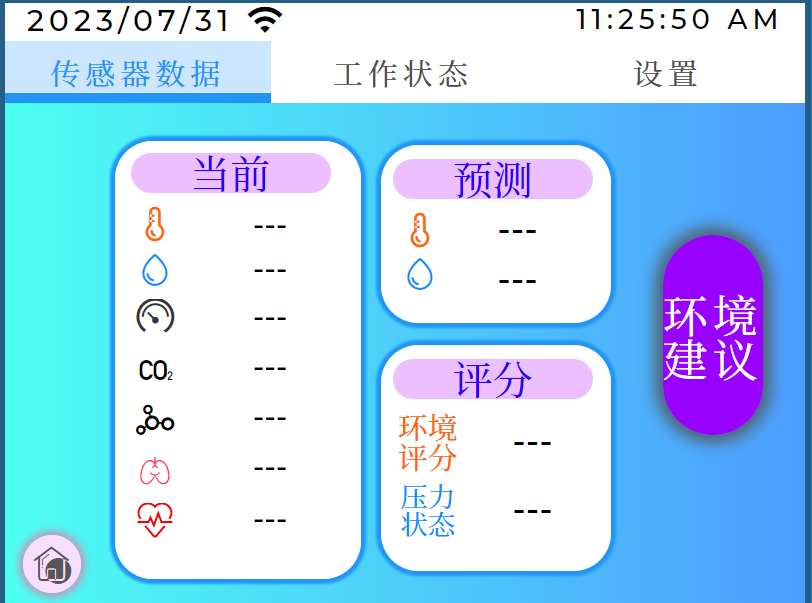 2023/07/31 11:25:50 AM
传感器数据 工作状态 设置
当前
---
---
---
CO₂ ---
---
---
---
预测
---
---
评分
环境
评分 ---
压力
状态 ---
环境
建议